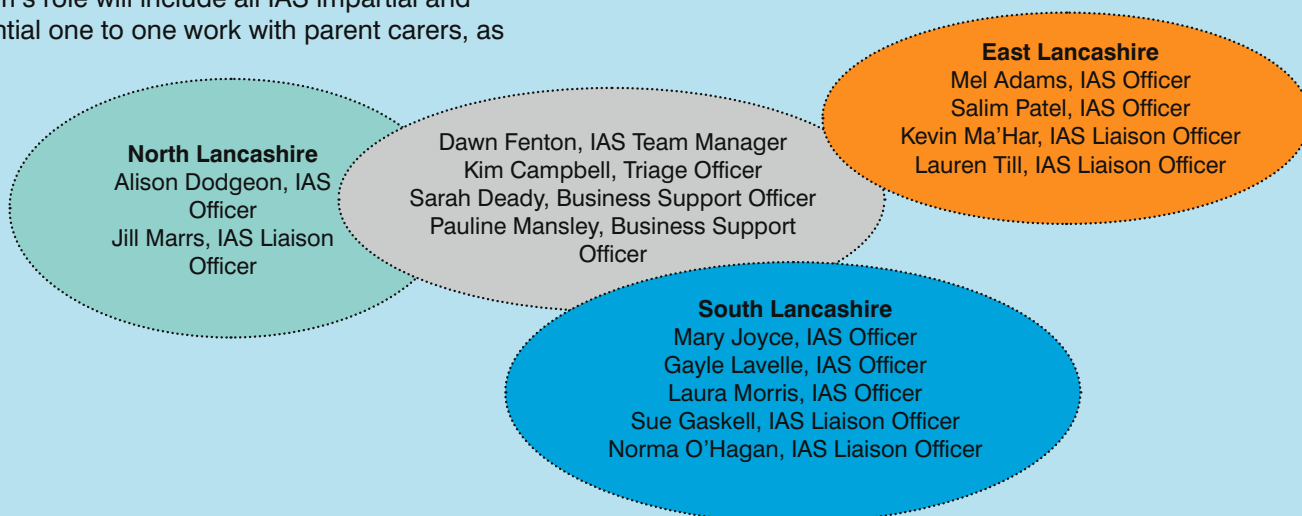 m's role will include all IAS impartial and
ntial one to one work with parent carers, as
North Lancashire
Alison Dodgeon, IAS
Officer
Jill Marrs, IAS Liaison
Officer
Dawn Fenton, IAS Team Manager
Kim Campbell, Triage Officer
Sarah Deady, Business Support Officer
Pauline Mansley, Business Support
Officer
East Lancashire
Mel Adams, IAS Officer
Salim Patel, IAS Officer
Kevin Ma'Har, IAS Liaison Officer
Lauren Till, IAS Liaison Officer
South Lancashire
Mary Joyce, IAS Officer
Gayle Lavelle, IAS Officer
Laura Morris, IAS Officer
Sue Gaskell, IAS Liaison Officer
Norma O'Hagan, IAS Liaison Officer